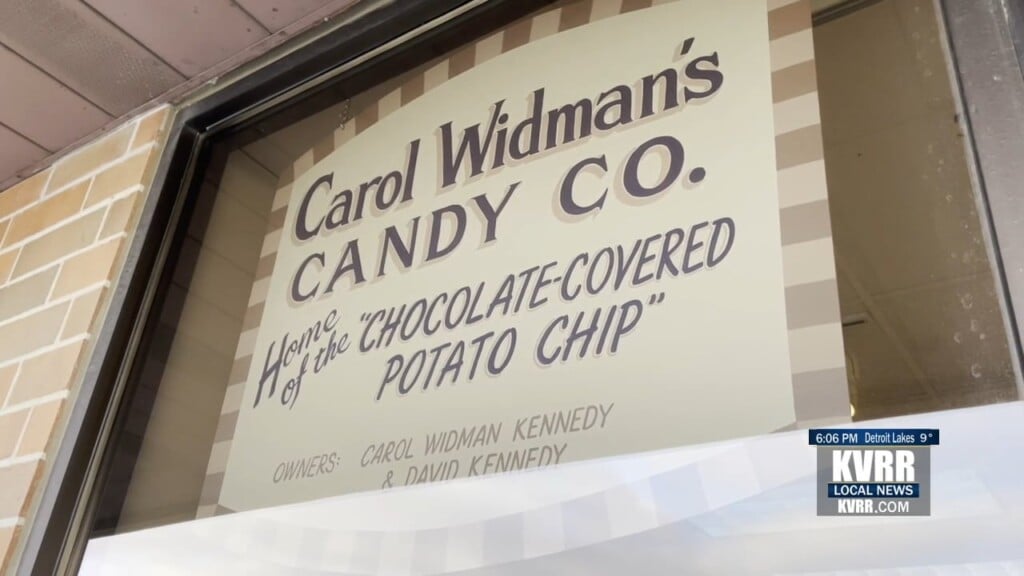 Carol Widman's
CANDY CO.
Home of the "CHOCOLATE-COVERED
POTATO CHIP"
OWNERS: CAROL WIDMAN KENNEDY
& DAVID KENNEDY
6:06 PM Detroit Lakes 9°
KVRR
LOCAL NEWS
KVRR.COM